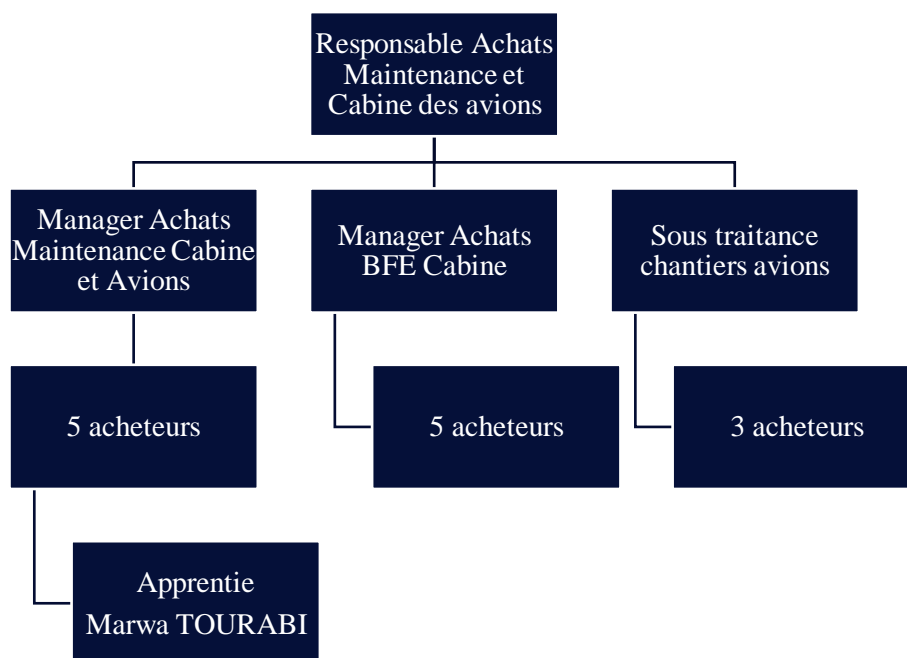 Responsable Achats
Maintenance et
Cabine des avions
Manager Achats
Maintenance Cabine
et Avions
Manager Achats
BFE Cabine
Sous traitance
chantiers avions
5 acheteurs
5 acheteurs
3 acheteurs
Apprentie
Marwa TOURABI